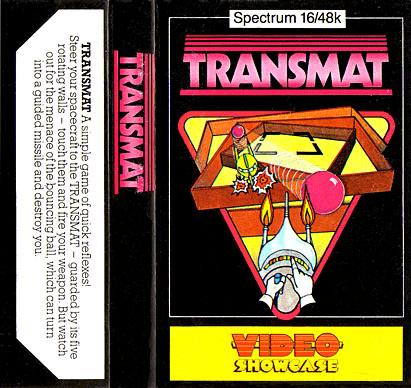 TRANSMAT A simple game of quick reflexes!
Steer your spacecraft to the TRANSMAT – guarded by its five
rotating walls – touch them and fire your weapon. But watch
out for the menace of the bouncing ball, which can turn
into a guided missile and destroy you.
TRANSMAT
Spectrum 16/48k
TRANSMAT
VIDEO
SHOWCASE